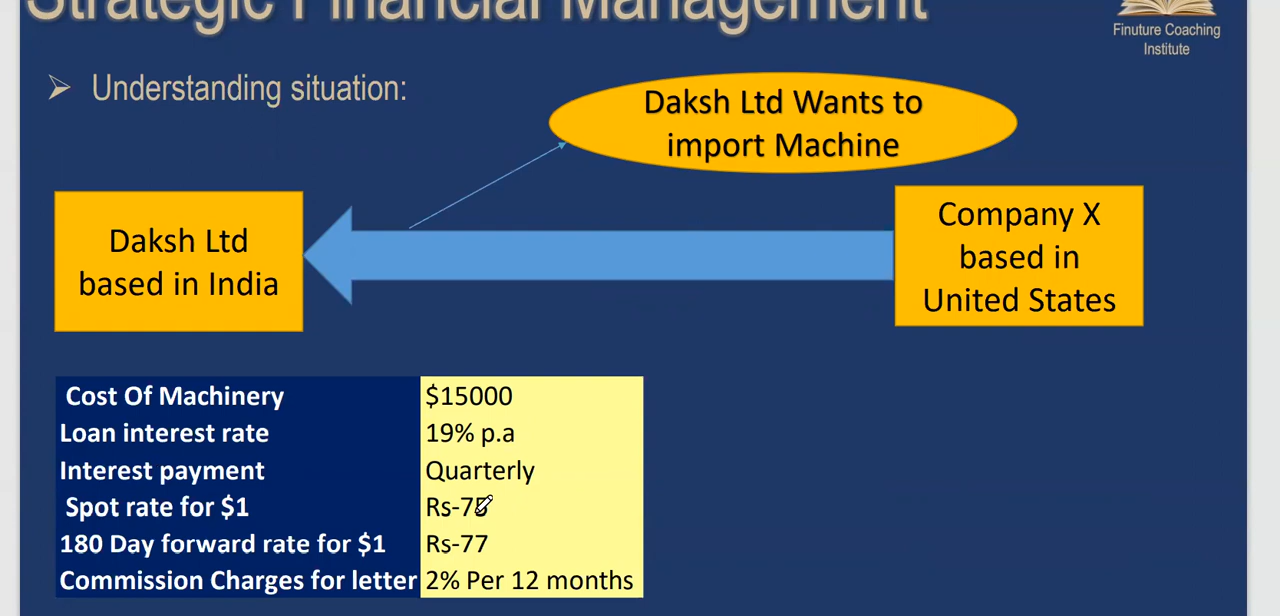 Strategic Financial Management
Finuture Coaching
Institute
Understanding situation:
Daksh Ltd Wants to
import Machine
Daksh Ltd
based in India
Company X
based in
United States
Cost Of Machinery $15000
Loan interest rate 19% p.a
Interest payment Quarterly
Spot rate for $1
180 Day forward rate for $1 Rs-77
Commission Charges for letter 2% Per 12 months